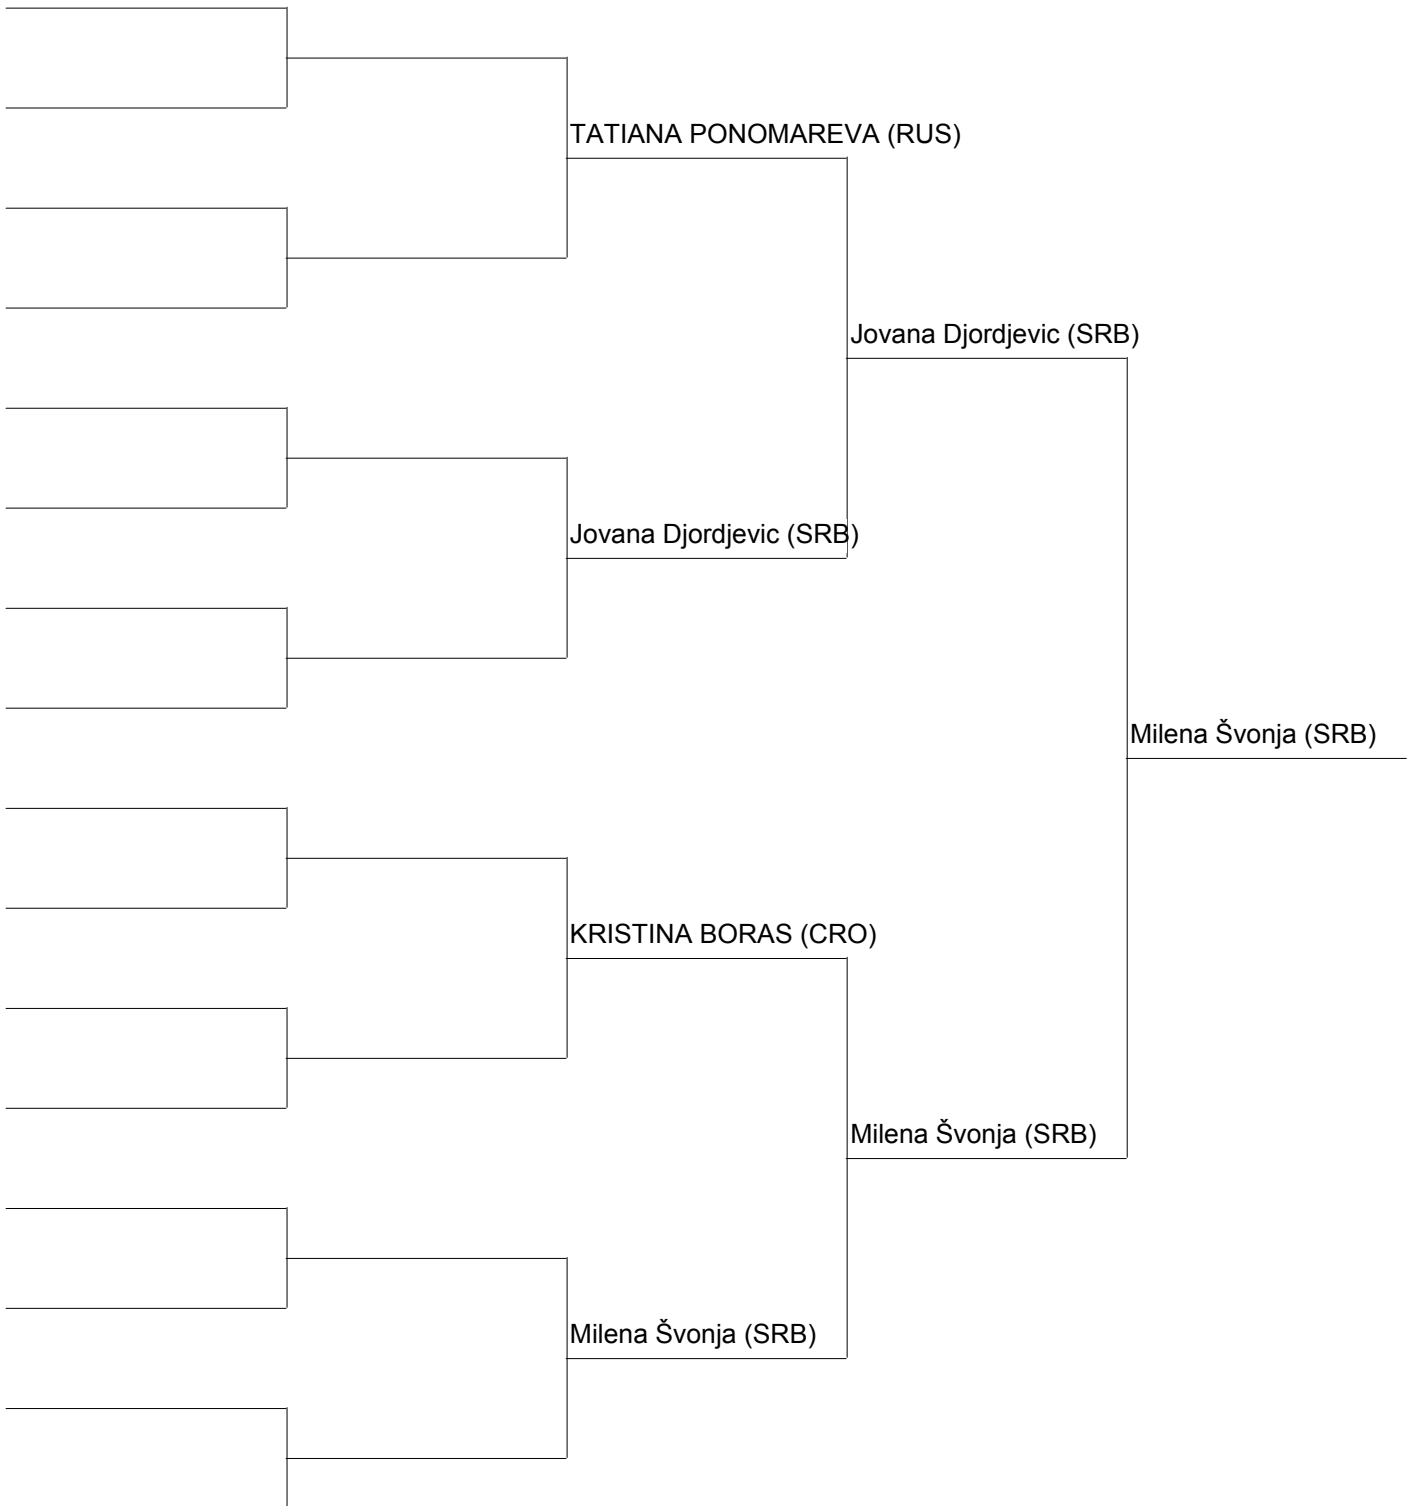 TATIANA PONOMAREVA (RUS)
Jovana Djordjevic (SRB)
Jovana Djordjevic (SRB)
Milena Švonja (SRB)
KRISTINA BORAS (CRO)
Milena Švonja (SRB)
Milena Švonja (SRB)